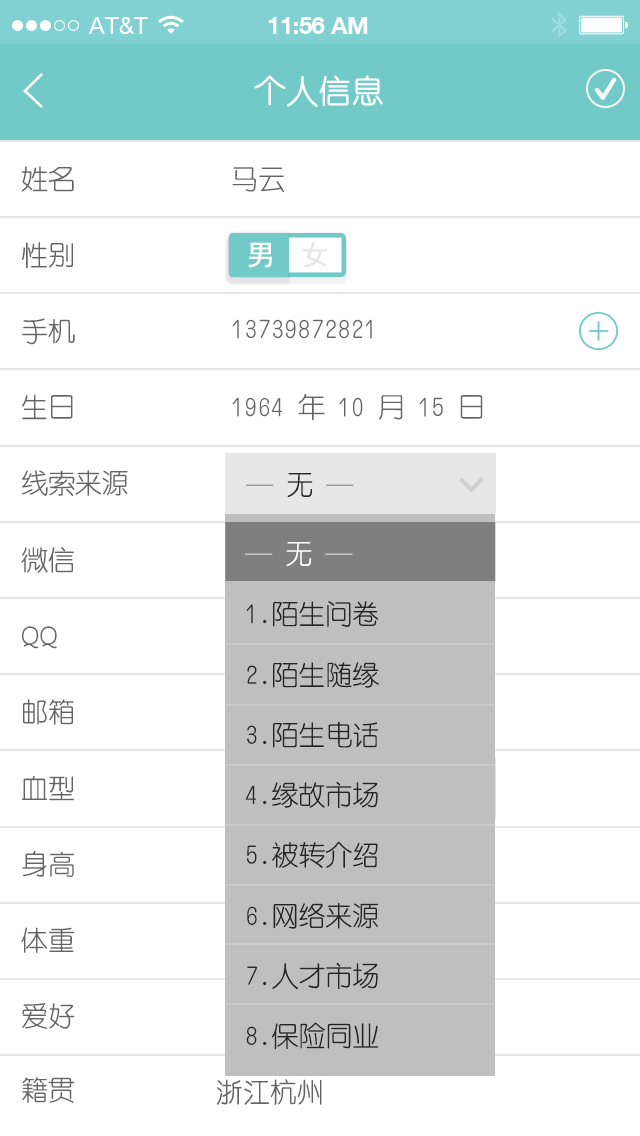 AT&T 11:56 AM
个人信息
姓名 马云
性别 男 女
手机 13739872821
生日 1964 年 10 月 15 日
线索来源 — 无 —
— 无 —
微信
1.陌生问卷
QQ
2.陌生随缘
邮箱
3.陌生电话
血型
4.缘故市场
身高
5.被转介绍
体重
6.网络来源
爱好
7.人才市场
8.保险同业
籍贯 浙江杭州